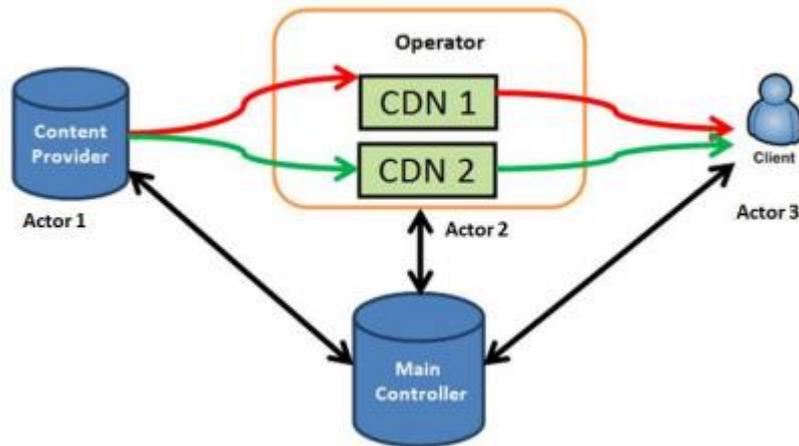 Operator
CDN 1
Content
Provider
CDN 2
Client
Actor 1
Actor 2
Actor 3
Main
Controller